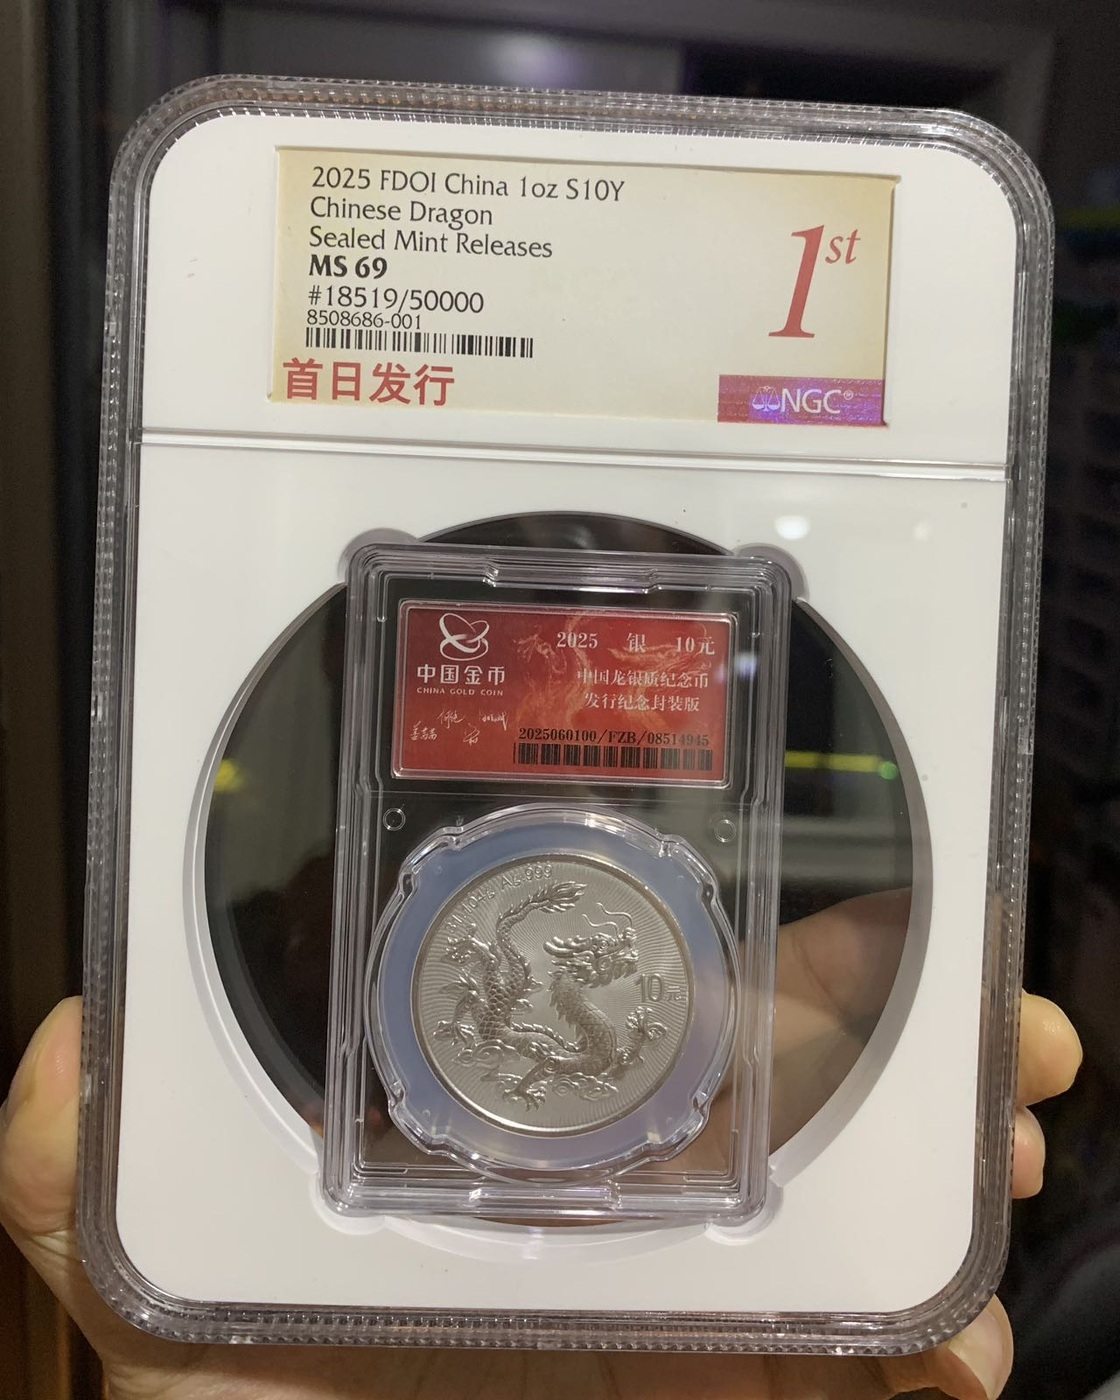 2025 FDOI China 1oz S10Y
Chinese Dragon
Sealed Mint Releases
MS 69
#18519/50000
8508686-001
首日发行
1st
NGC®
中国金币
CHINA GOLD COIN
2025 银 10元
中国龙银质纪念币
发行纪念封装版
2025060100/FZB/08514945
Ag 999
10元